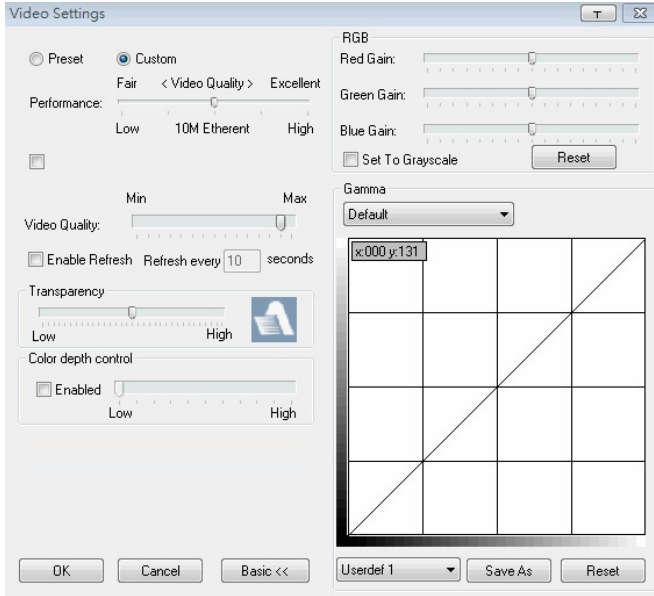 Video Settings
T
Preset
Custom
Fair < Video Quality > Excellent
Performance:
Low 10M Etherent High
Min Max
Video Quality:
Enable Refresh Refresh every 10 seconds
Transparency
Low High
Color depth control
Enabled
Low High
OK
Cancel
Basic <<
RGB
Red Gain:
Green Gain:
Blue Gain:
Set To Grayscale
Reset
Gamma
Default
x:000 y:131
Userdef 1
Save As
Reset